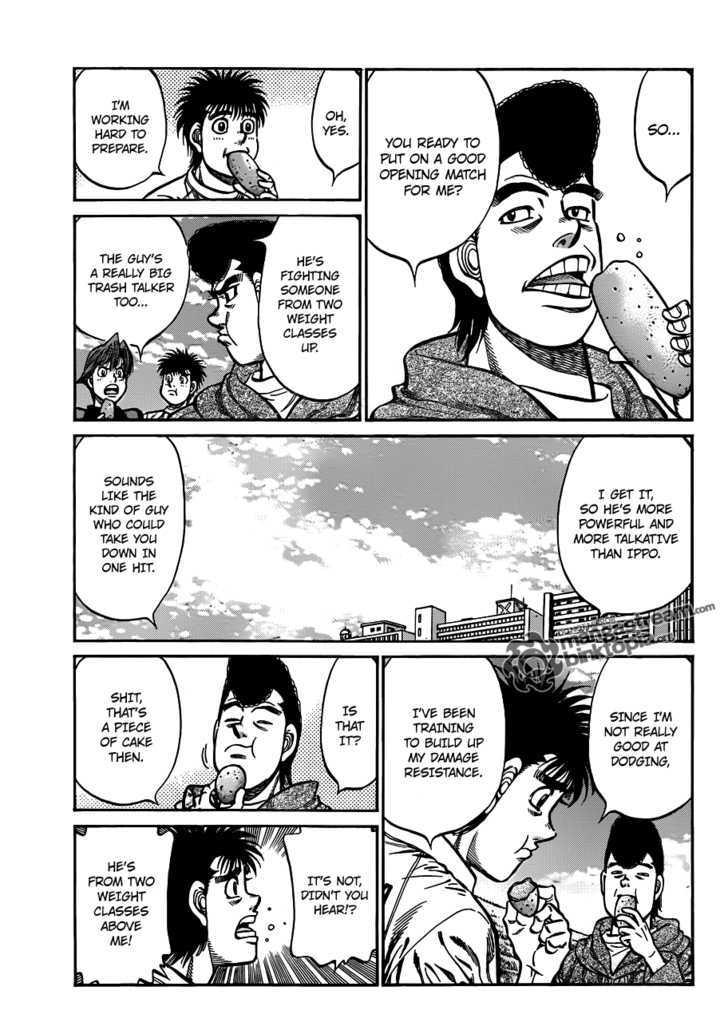 SO...
YOU READY TO
PUT ON A GOOD
OPENING MATCH
FOR ME?
OH,
YES.
I'M
WORKING
HARD TO
PREPARE.
HE'S
FIGHTING
SOMEONE
FROM TWO
WEIGHT
CLASSES
UP.
THE GUY'S
A REALLY BIG
TRASH TALKER
TOO...
I GET IT,
SO HE'S MORE
POWERFUL AND
MORE TALKATIVE
THAN IPPO.
SOUNDS
LIKE THE
KIND OF GUY
WHO COULD
TAKE YOU
DOWN IN
ONE HIT.
SINCE I'M
NOT REALLY
GOOD AT
DODGING,
I'VE BEEN
TRAINING
TO BUILD UP
MY DAMAGE
RESISTANCE.
IS
THAT
IT?
SHIT,
THAT'S
A PIECE
OF CAKE
THEN.
IT'S NOT,
DIDN'T YOU
HEAR!?
HE'S
FROM TWO
WEIGHT
CLASSES
ABOVE
ME!
mangastream.com
binktopia.com